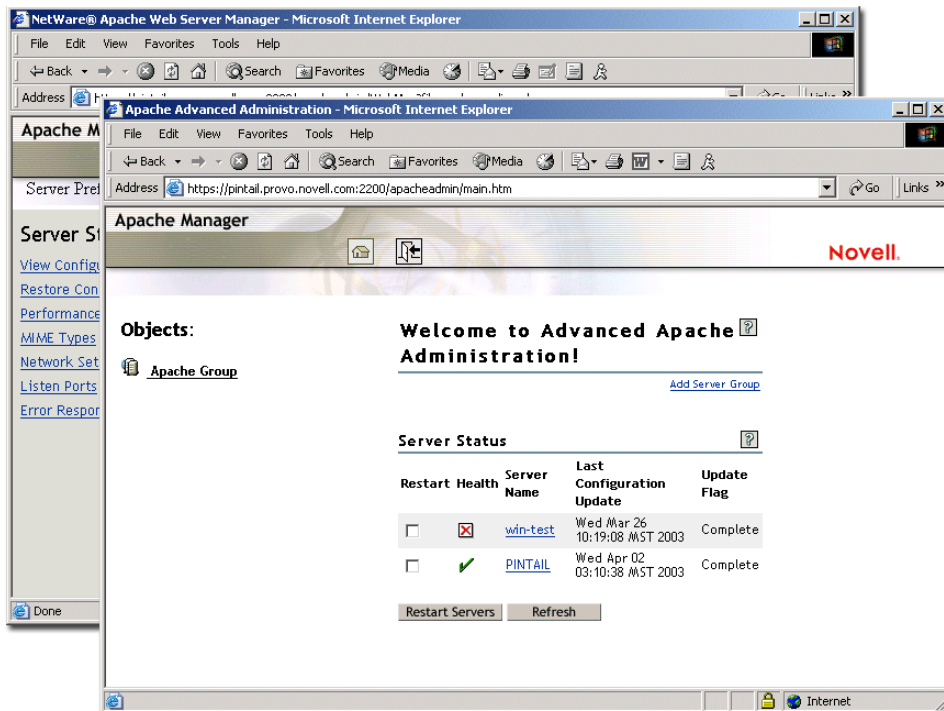 NetWare® Apache Web Server Manager - Microsoft Internet Explorer
File Edit View Favorites Tools Help
Back Search Favorites Media
Address
Apache M
Server Pref
Server St
View Configu
Restore Con
Performance
MIME Types
Network Set
Listen Ports
Error Respon
Done
Apache Advanced Administration - Microsoft Internet Explorer
File Edit View Favorites Tools Help
Back Search Favorites Media
Address https://pintail.provo.novell.com:2200/apacheadmin/main.htm Go Links »
Apache Manager
Novell.
Objects:
Apache Group
Welcome to Advanced Apache ?
Administration!
Add Server Group
Server Status ?
Restart Health Server Name Last Configuration Update Update Flag
win-test Wed Mar 26 10:19:08 MST 2003 Complete
PINTAIL Wed Apr 02 03:10:38 MST 2003 Complete
Restart Servers Refresh
Internet